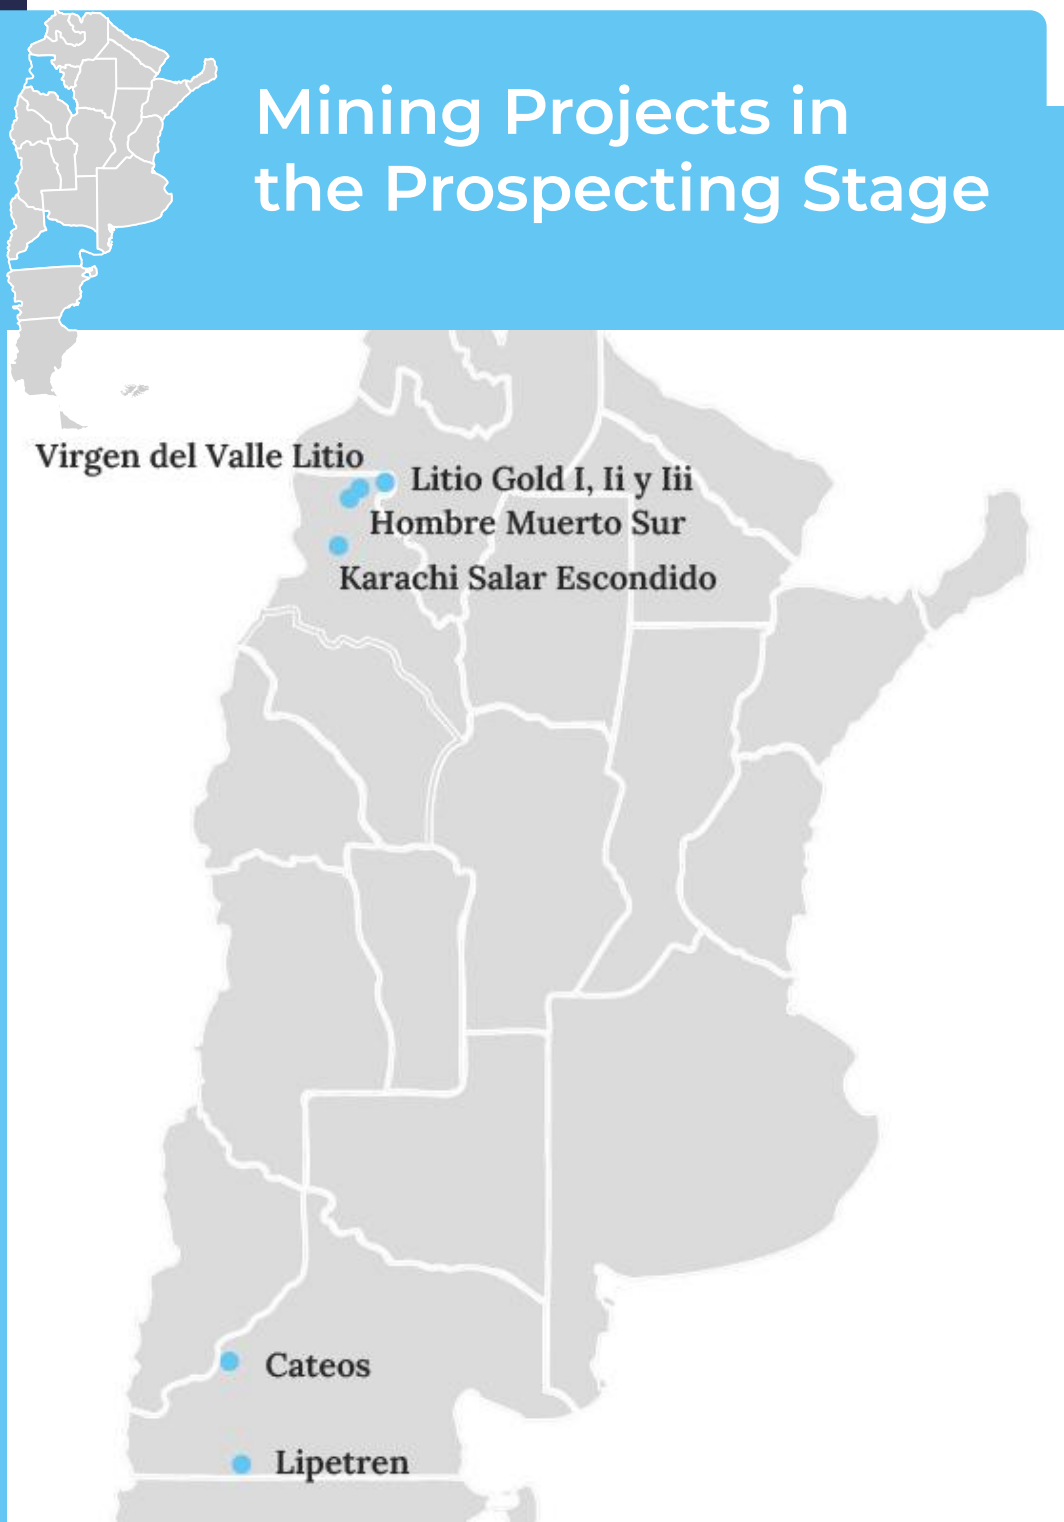 Mining Projects in
the Prospecting Stage
Virgen del Valle Litio
Litio Gold I, Ii y Iii
Hombre Muerto Sur
Karachi Salar Escondido
Cateos
Lipetren